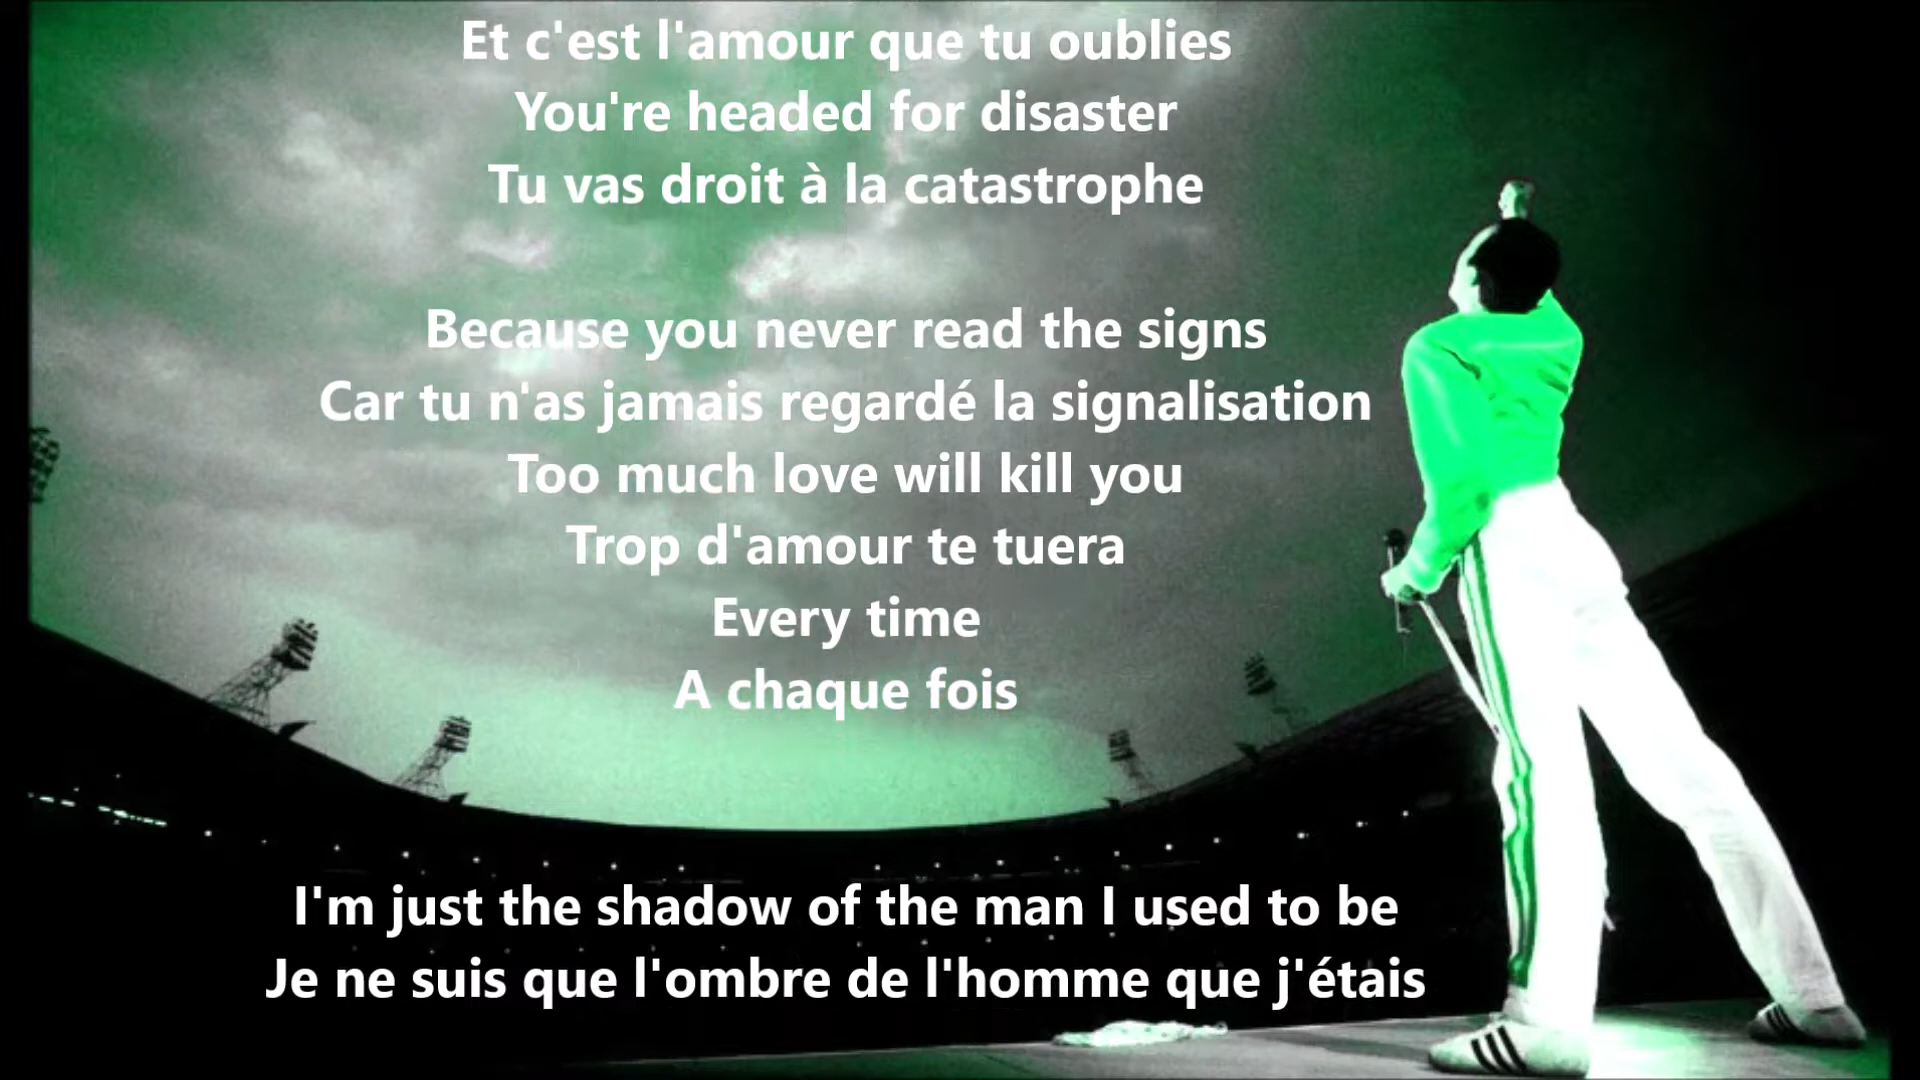 Et c'est l'amour que tu oublies
You're headed for disaster
Tu vas droit à la catastrophe
Because you never read the signs
Car tu n'as jamais regardé la signalisation
Too much love will kill you
Trop d'amour te tuera
Every time
A chaque fois
I'm just the shadow of the man I used to be
Je ne suis que l'ombre de l'homme que j'étais